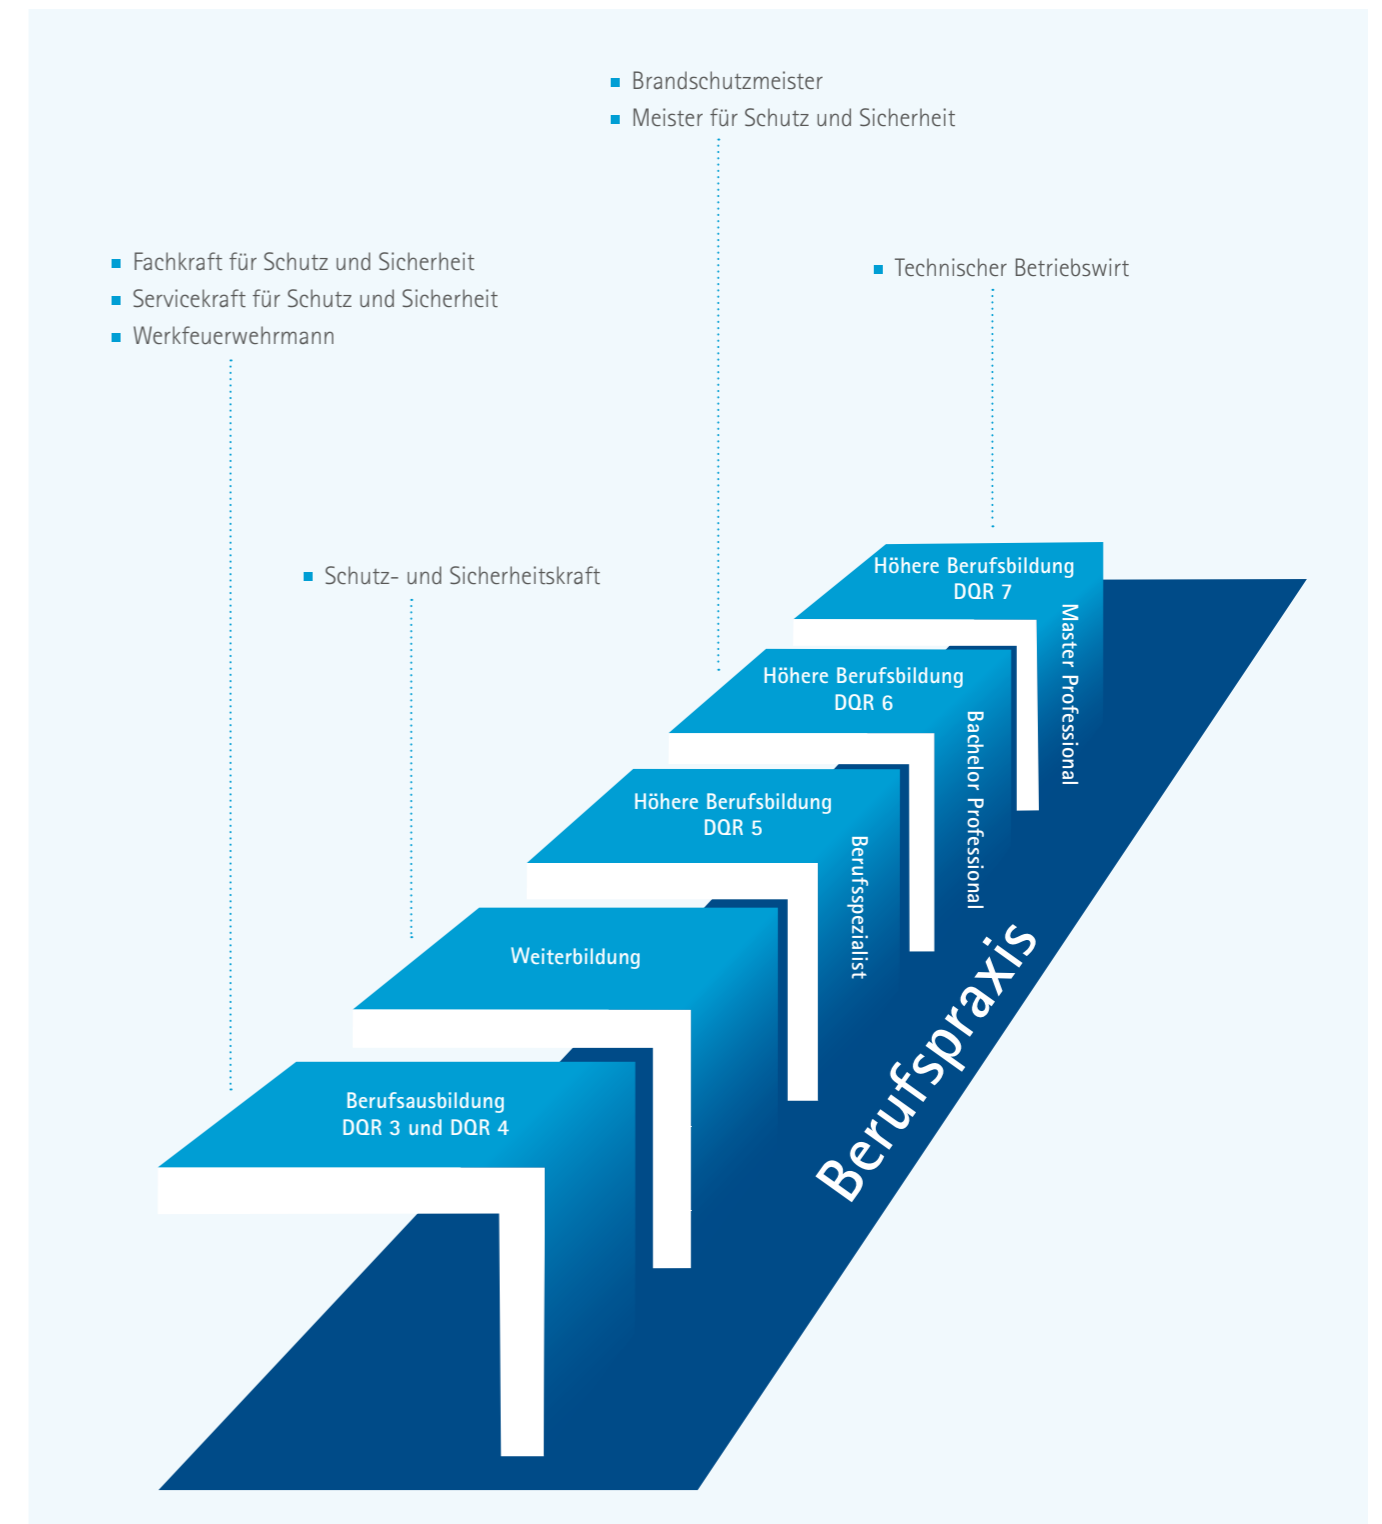 Brandschutzmeister
Meister für Schutz und Sicherheit
Fachkraft für Schutz und Sicherheit
Servicekraft für Schutz und Sicherheit
Werkfeuerwehrmann
Technischer Betriebswirt
Schutz- und Sicherheitskraft
Höhere Berufsbildung
DQR 7
Master Professional
Höhere Berufsbildung
DQR 6
Bachelor Professional
Höhere Berufsbildung
DQR 5
Berufsspezialist
Weiterbildung
Berufsausbildung
DQR 3 und DQR 4
Berufspraxis